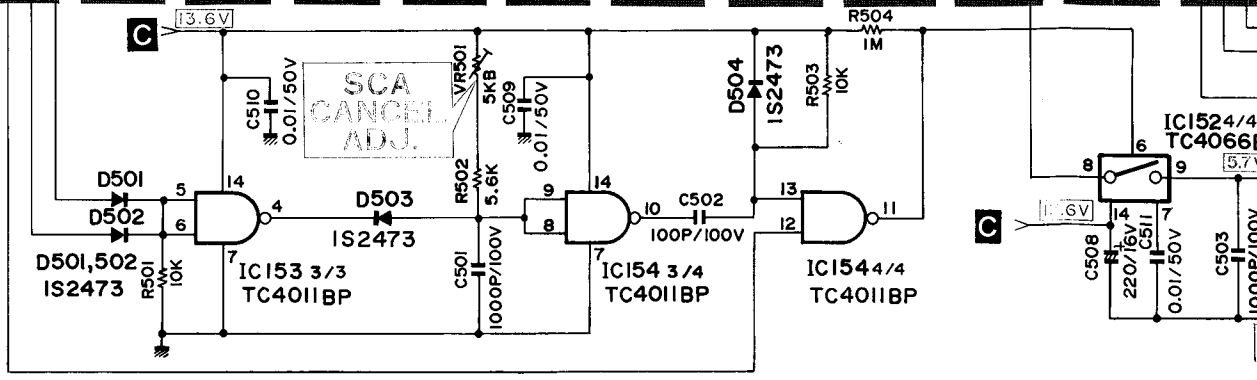 C
13.6V
C510
0.01/50V
SCA
CANCEL
ADJ.
VR501
5KB
C509
0.01/50V
D504
1S2473
R503
10K
R504
1M
IC152 4/4
TC4066B
5.7V
8
6
9
14
7
D501
D502
D501,502
1S2473
R501
10K
5
6
14
4
7
IC153 3/3
TC4011BP
D503
1S2473
R502
5.6K
C501
1000P/100V
9
8
14
10
7
IC154 3/4
TC4011BP
C502
100P/100V
13
12
11
IC154 4/4
TC4011BP
C
C508
220/16V
+
C511
0.01/50V
C503
1000P/100V